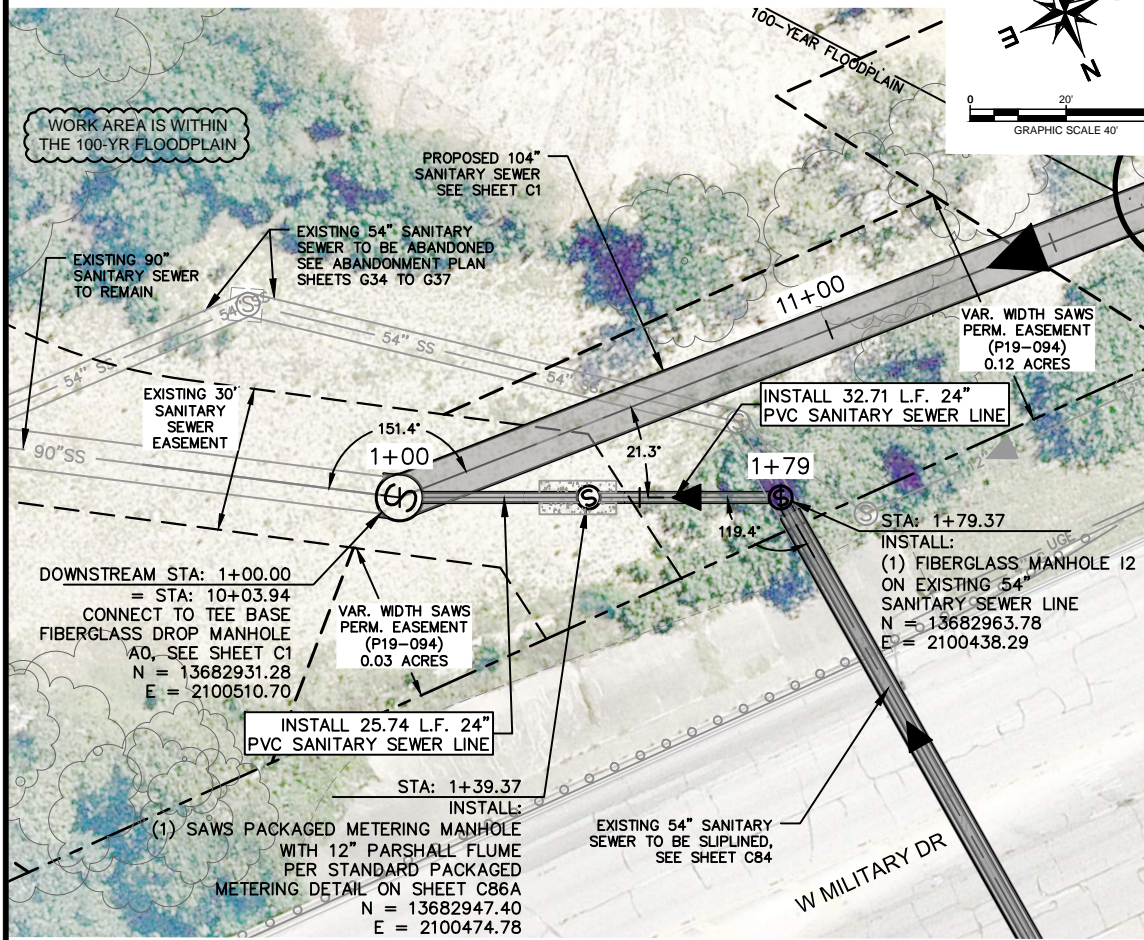 100-YEAR FLOODPLAIN
E
N
0 20'
GRAPHIC SCALE 40'
WORK AREA IS WITHIN
THE 100-YR FLOODPLAIN
PROPOSED 104"
SANITARY SEWER
SEE SHEET C1
EXISTING 54" SANITARY
SEWER TO BE ABANDONED
SEE ABANDONMENT PLAN
SHEETS G34 TO G37
EXISTING 90"
SANITARY SEWER
TO REMAIN
54" SS
S
54" SS
54" SS
54" SS
11+00
VAR. WIDTH SAWS
PERM. EASEMENT
(P19-094)
0.12 ACRES
EXISTING 30'
SANITARY
SEWER
EASEMENT
INSTALL 32.71 L.F. 24"
PVC SANITARY SEWER LINE
90"SS
151.4°
1+00
21.3°
1+79
12"
S
S
S
S
119.4°
UGE
STA: 1+79.37
INSTALL:
(1) FIBERGLASS MANHOLE I2
ON EXISTING 54"
SANITARY SEWER LINE
N = 13682963.78
E = 2100438.29
DOWNSTREAM STA: 1+00.00
= STA: 10+03.94
CONNECT TO TEE BASE
FIBERGLASS DROP MANHOLE
A0, SEE SHEET C1
N = 13682931.28
E = 2100510.70
VAR. WIDTH SAWS
PERM. EASEMENT
(P19-094)
0.03 ACRES
INSTALL 25.74 L.F. 24"
PVC SANITARY SEWER LINE
STA: 1+39.37
INSTALL:
(1) SAWS PACKAGED METERING MANHOLE
WITH 12" PARSHALL FLUME
PER STANDARD PACKAGED
METERING DETAIL ON SHEET C86A
N = 13682947.40
E = 2100474.78
EXISTING 54" SANITARY
SEWER TO BE SLIPLINED,
SEE SHEET C84
W MILITARY DR